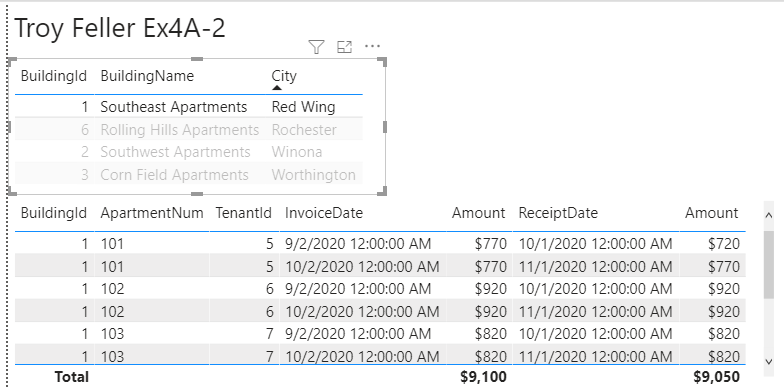 Troy Feller Ex4A-2
BuildingId BuildingName City
1 Southeast Apartments Red Wing
6 Rolling Hills Apartments Rochester
2 Southwest Apartments Winona
3 Corn Field Apartments Worthington
BuildingId ApartmentNum TenantId InvoiceDate Amount ReceiptDate Amount
1 101 5 9/2/2020 12:00:00 AM $770 10/1/2020 12:00:00 AM $720
1 101 5 10/2/2020 12:00:00 AM $770 11/1/2020 12:00:00 AM $770
1 102 6 9/2/2020 12:00:00 AM $920 10/1/2020 12:00:00 AM $920
1 102 6 10/2/2020 12:00:00 AM $920 11/1/2020 12:00:00 AM $920
1 103 7 9/2/2020 12:00:00 AM $820 10/1/2020 12:00:00 AM $820
1 103 7 10/2/2020 12:00:00 AM $820 11/1/2020 12:00:00 AM $820
Total $9,100 $9,050